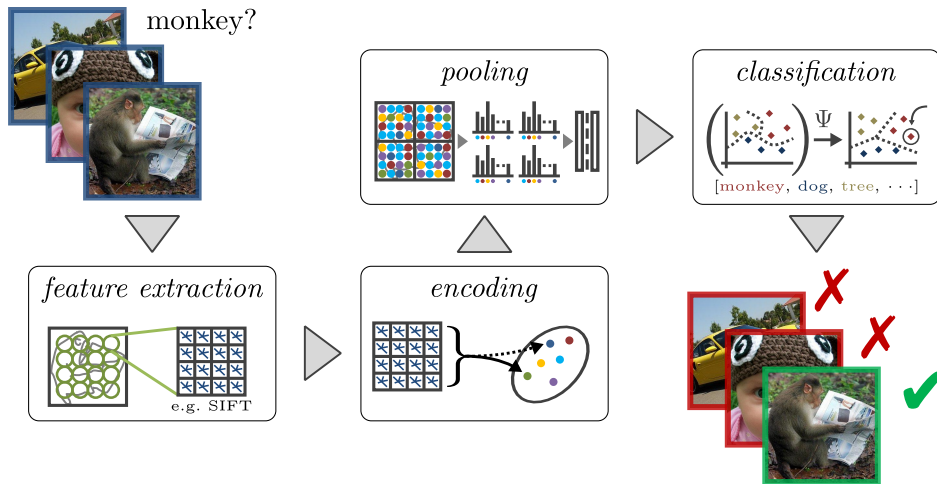 monkey?
feature extraction
e.g. SIFT
encoding
pooling
classification
Ψ
[monkey, dog, tree, · · ·]